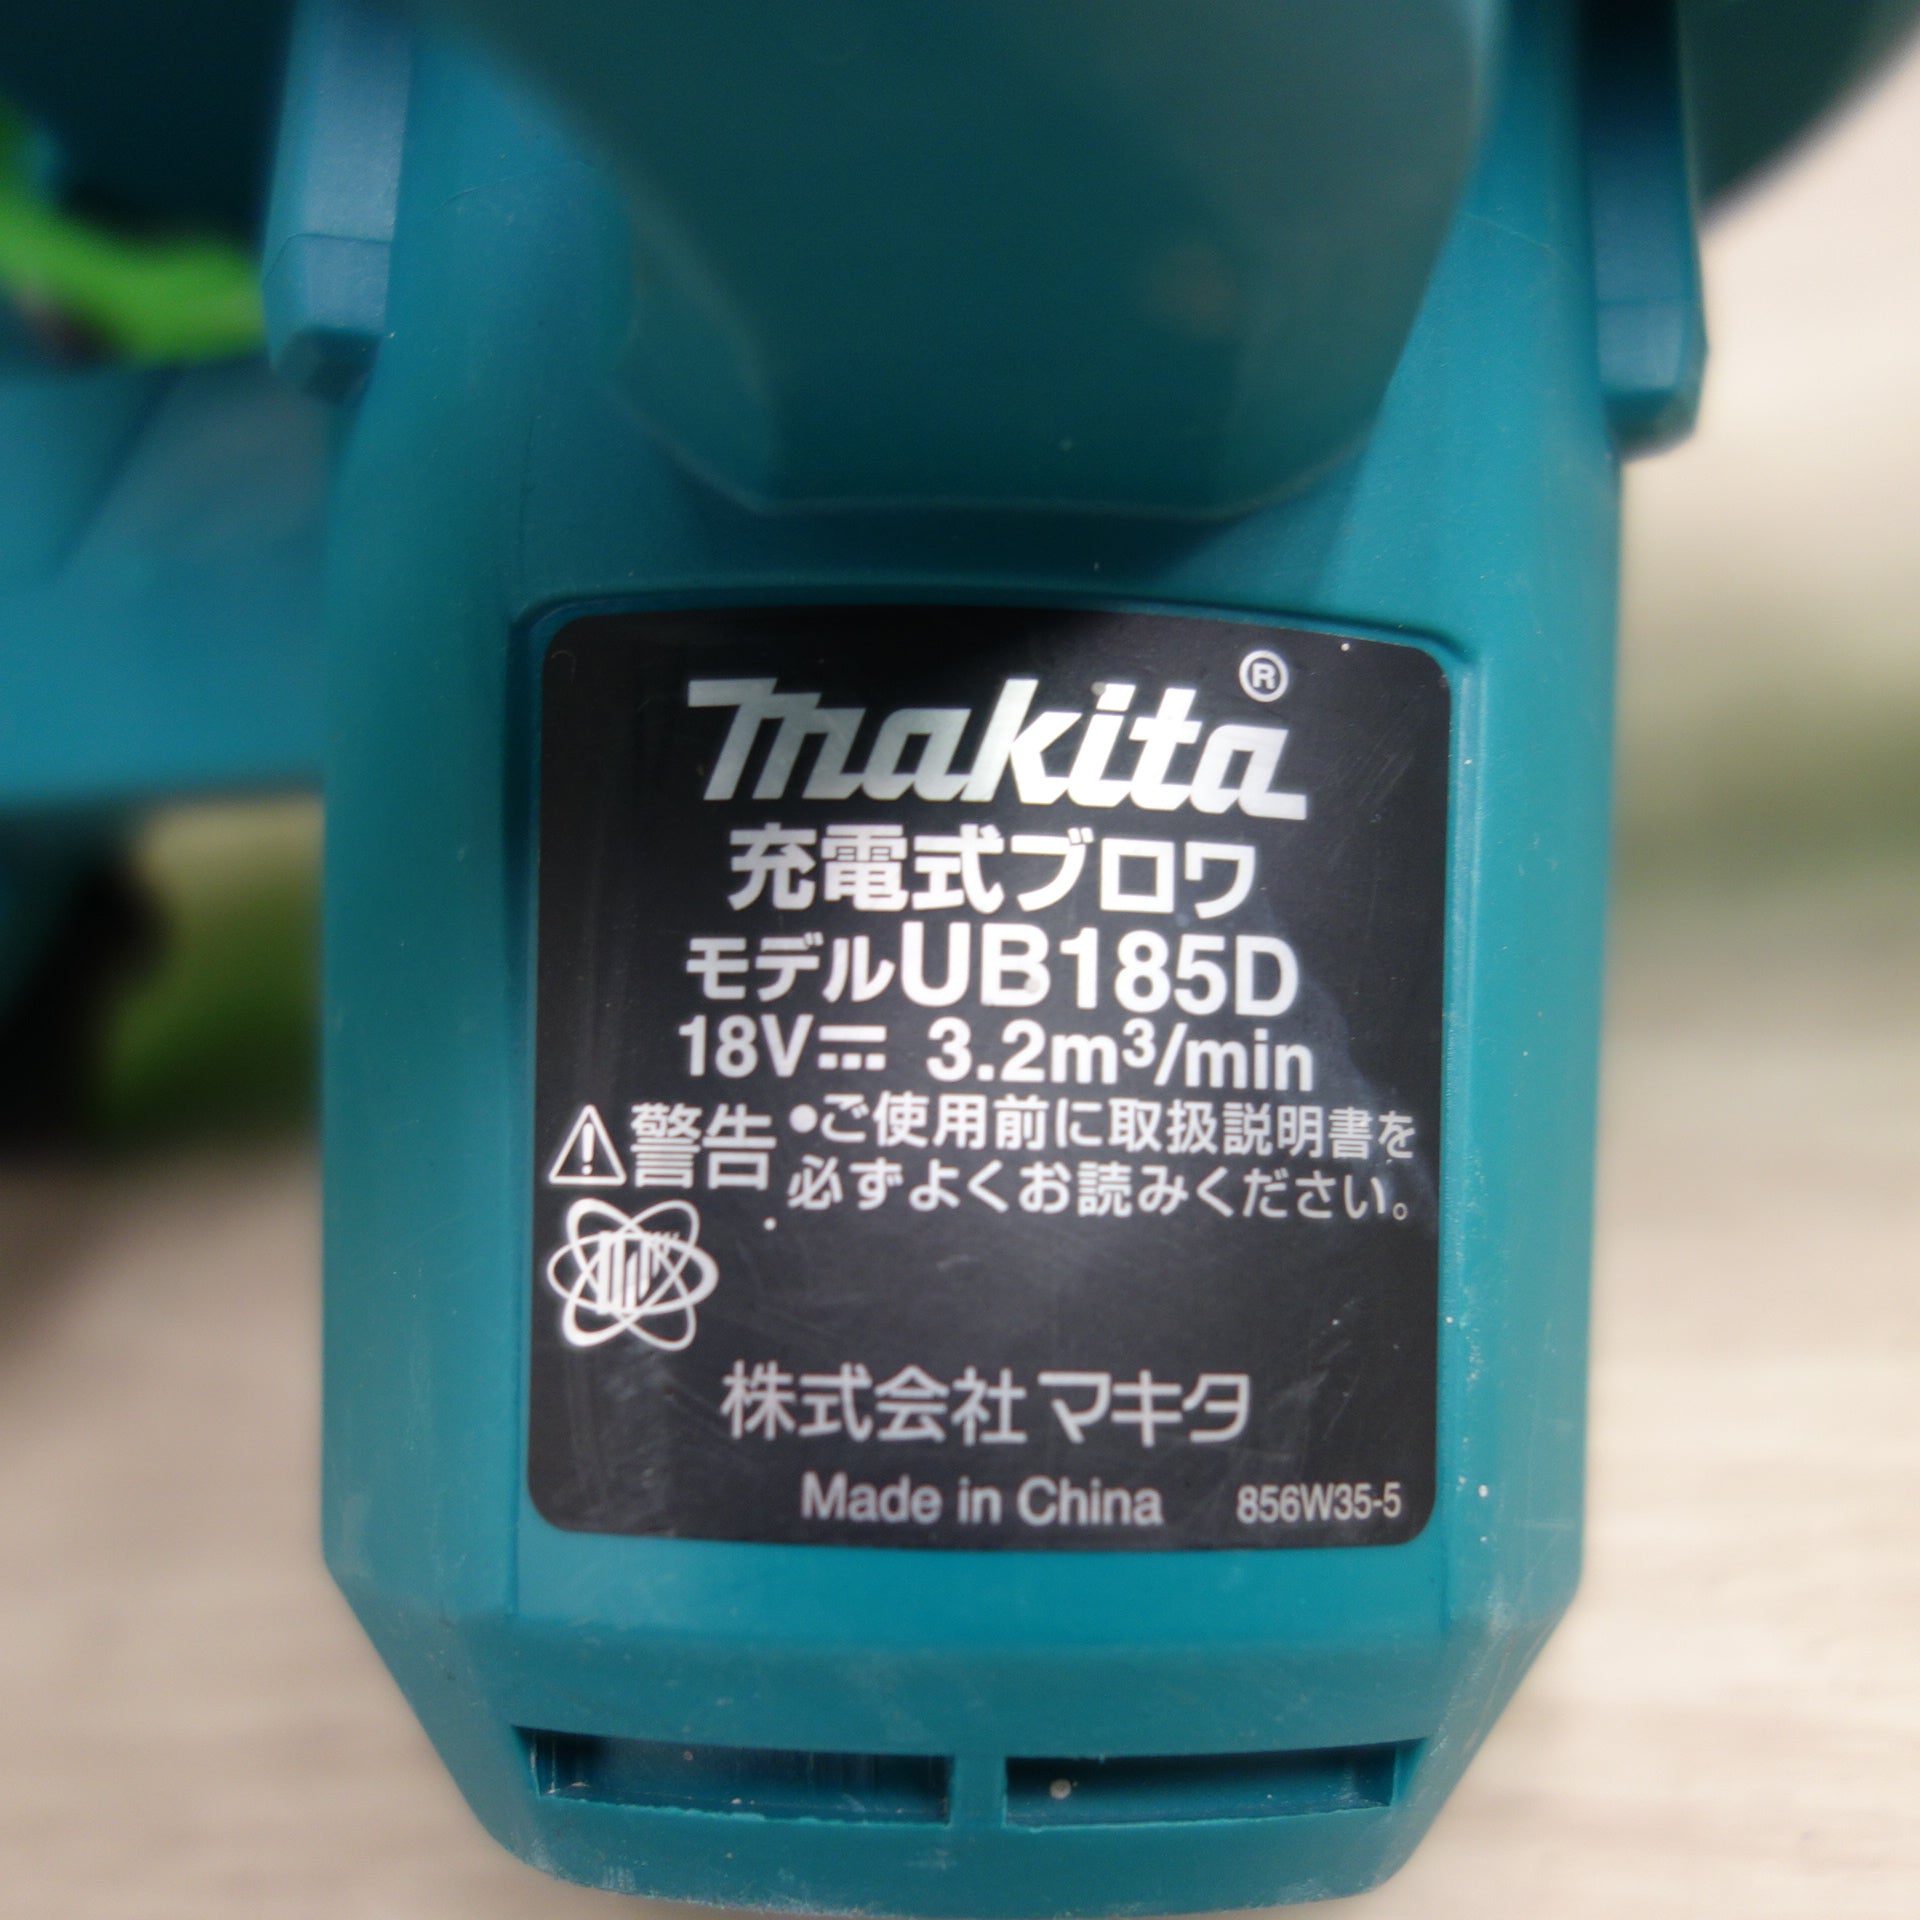 makita®
充電式ブロワ
モデルUB185D
18V⎓ 3.2m³/min
⚠警告 ●ご使用前に取扱説明書を
必ずよくお読みください。
株式会社マキタ
Made in China 856W35-5